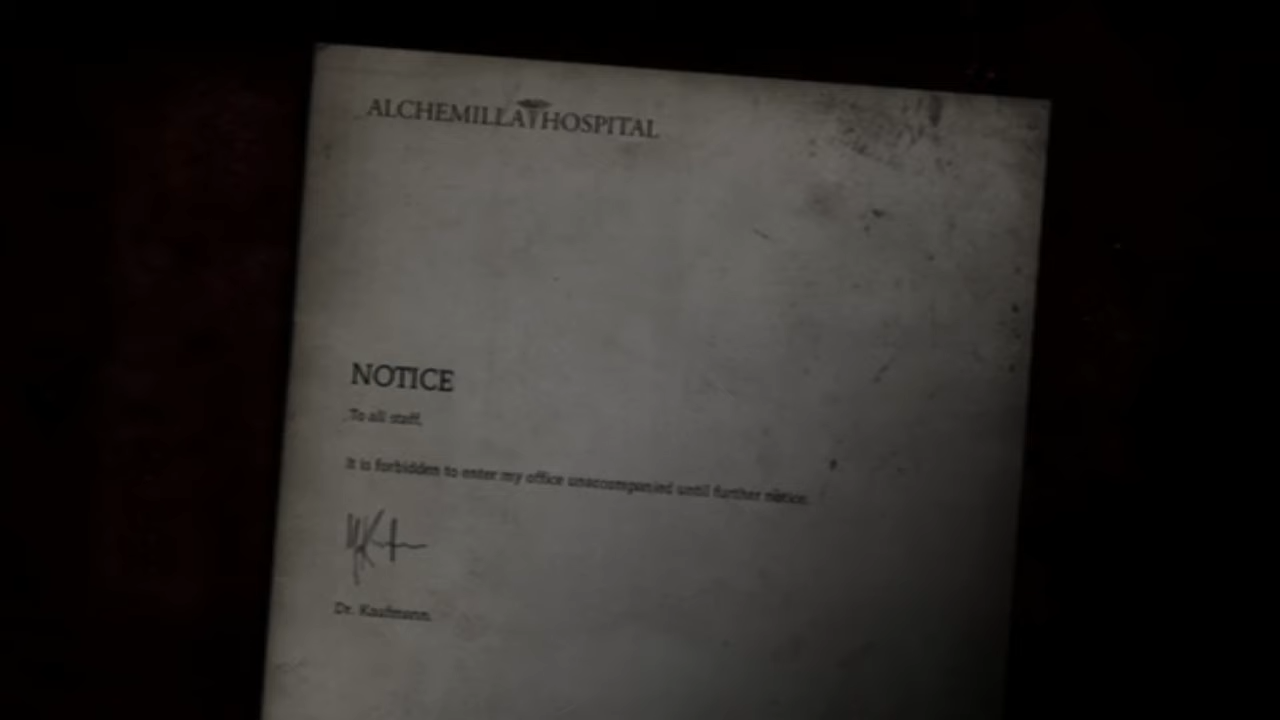 ALCHEMILLA HOSPITAL
NOTICE
To all staff,
It is forbidden to enter my office unaccompanied until further notice.
Dr. Kaufmann.